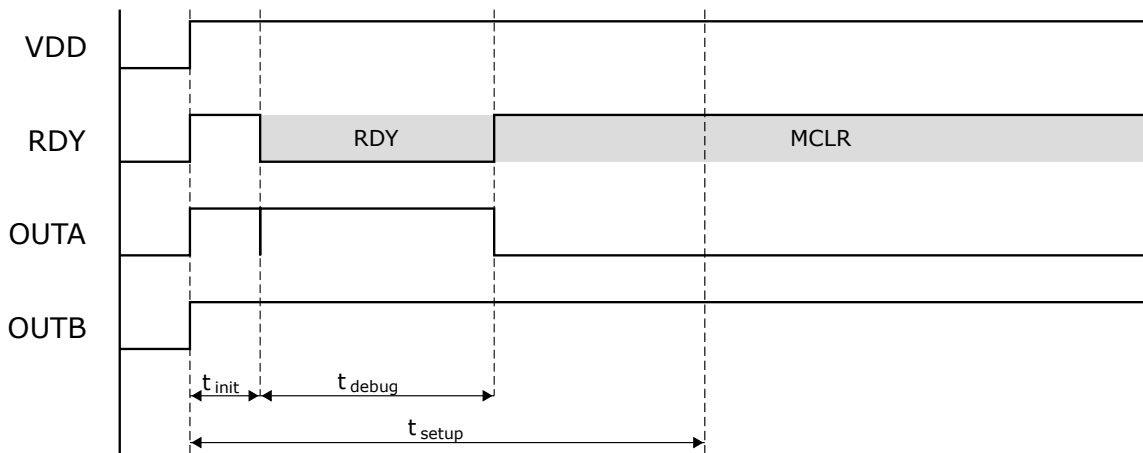 VDD
RDY
RDY
MCLR
OUTA
OUTB
t init
t debug
t setup